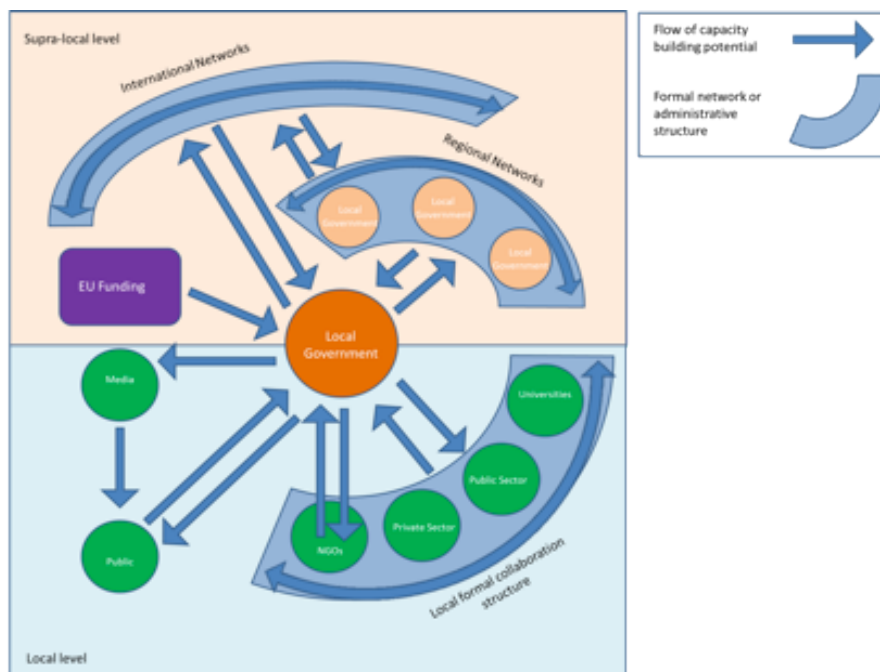 Supra-local level
International Networks
Regional Networks
Local
Government
Local
Government
Local
Government
EU Funding
Local
Government
Media
Public
Universities
Public Sector
Private Sector
NGOs
Local formal collaboration
structure
Local level
Flow of capacity
building potential
Formal network or
administrative
structure